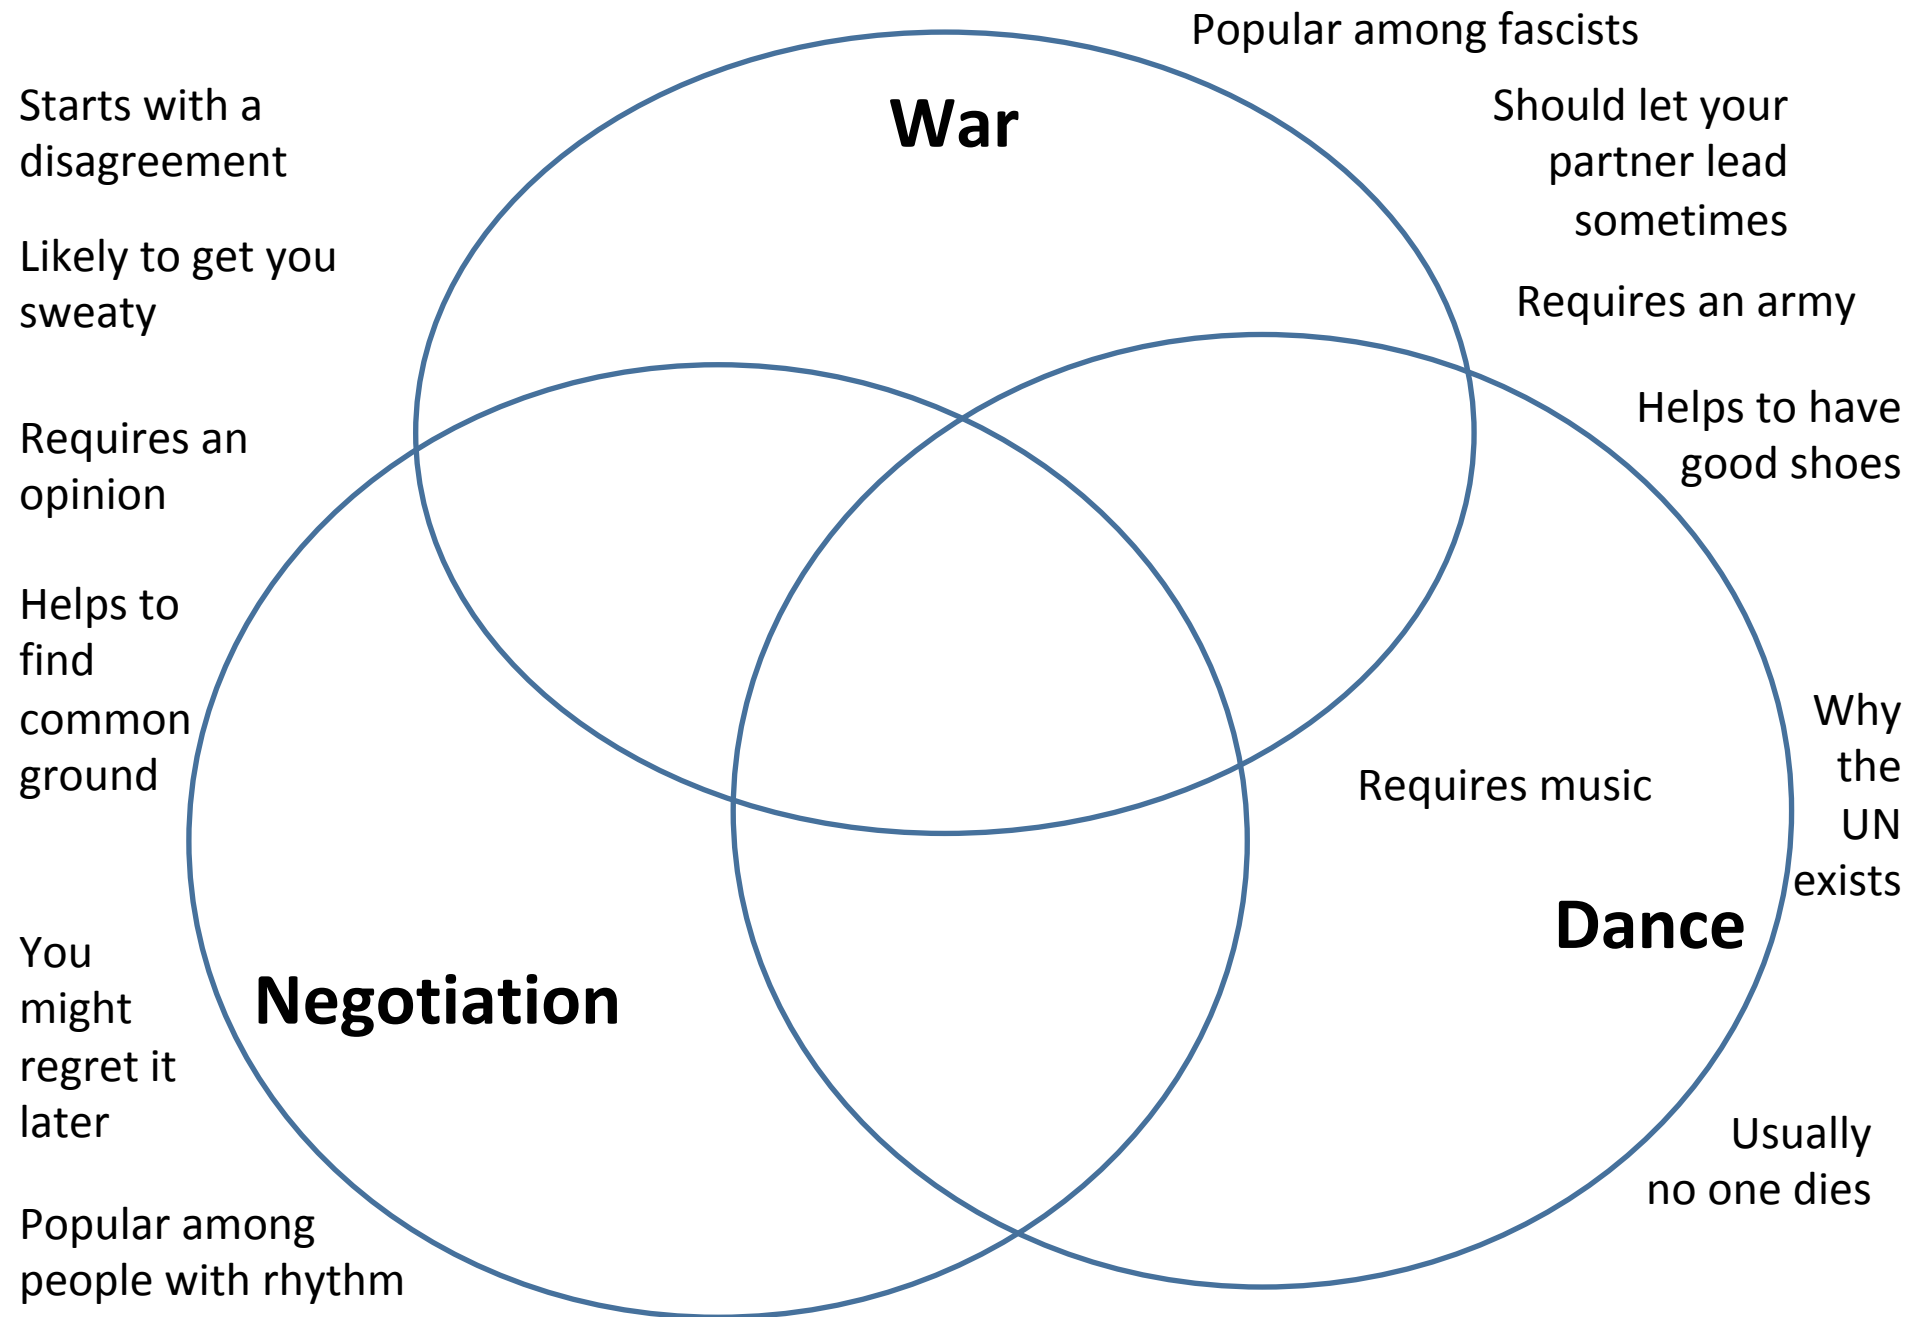 Popular among fascists
Starts with a
disagreement
War
Should let your
partner lead
sometimes
Likely to get you
sweaty
Requires an army
Requires an
opinion
Helps to have
good shoes
Helps to
find
common
ground
Why
the
UN
exists
Requires music
Dance
You
might
regret it
later
Negotiation
Usually
no one dies
Popular among
people with rhythm